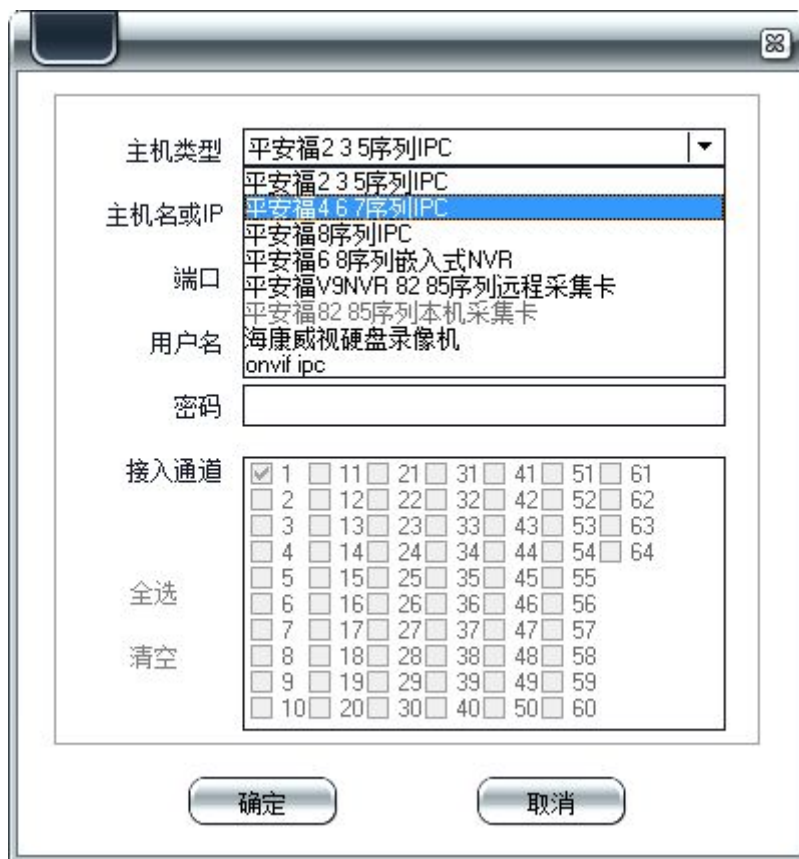 主机类型 平安福2 3 5序列IPC
平安福2 3 5序列IPC
主机名或IP 平安福4 6 7序列IPC
平安福8序列IPC
平安福6 8序列嵌入式NVR
端口 平安福V9NVR 82 85序列远程采集卡
平安福82 85序列本机采集卡
用户名 海康威视硬盘录像机
onvif ipc
密码
接入通道 1 11 21 31 41 51 61
2 12 22 32 42 52 62
3 13 23 33 43 53 63
4 14 24 34 44 54 64
全选 5 15 25 35 45 55
6 16 26 36 46 56
7 17 27 37 47 57
清空 8 18 28 38 48 58
9 19 29 39 49 59
10 20 30 40 50 60
确定 取消